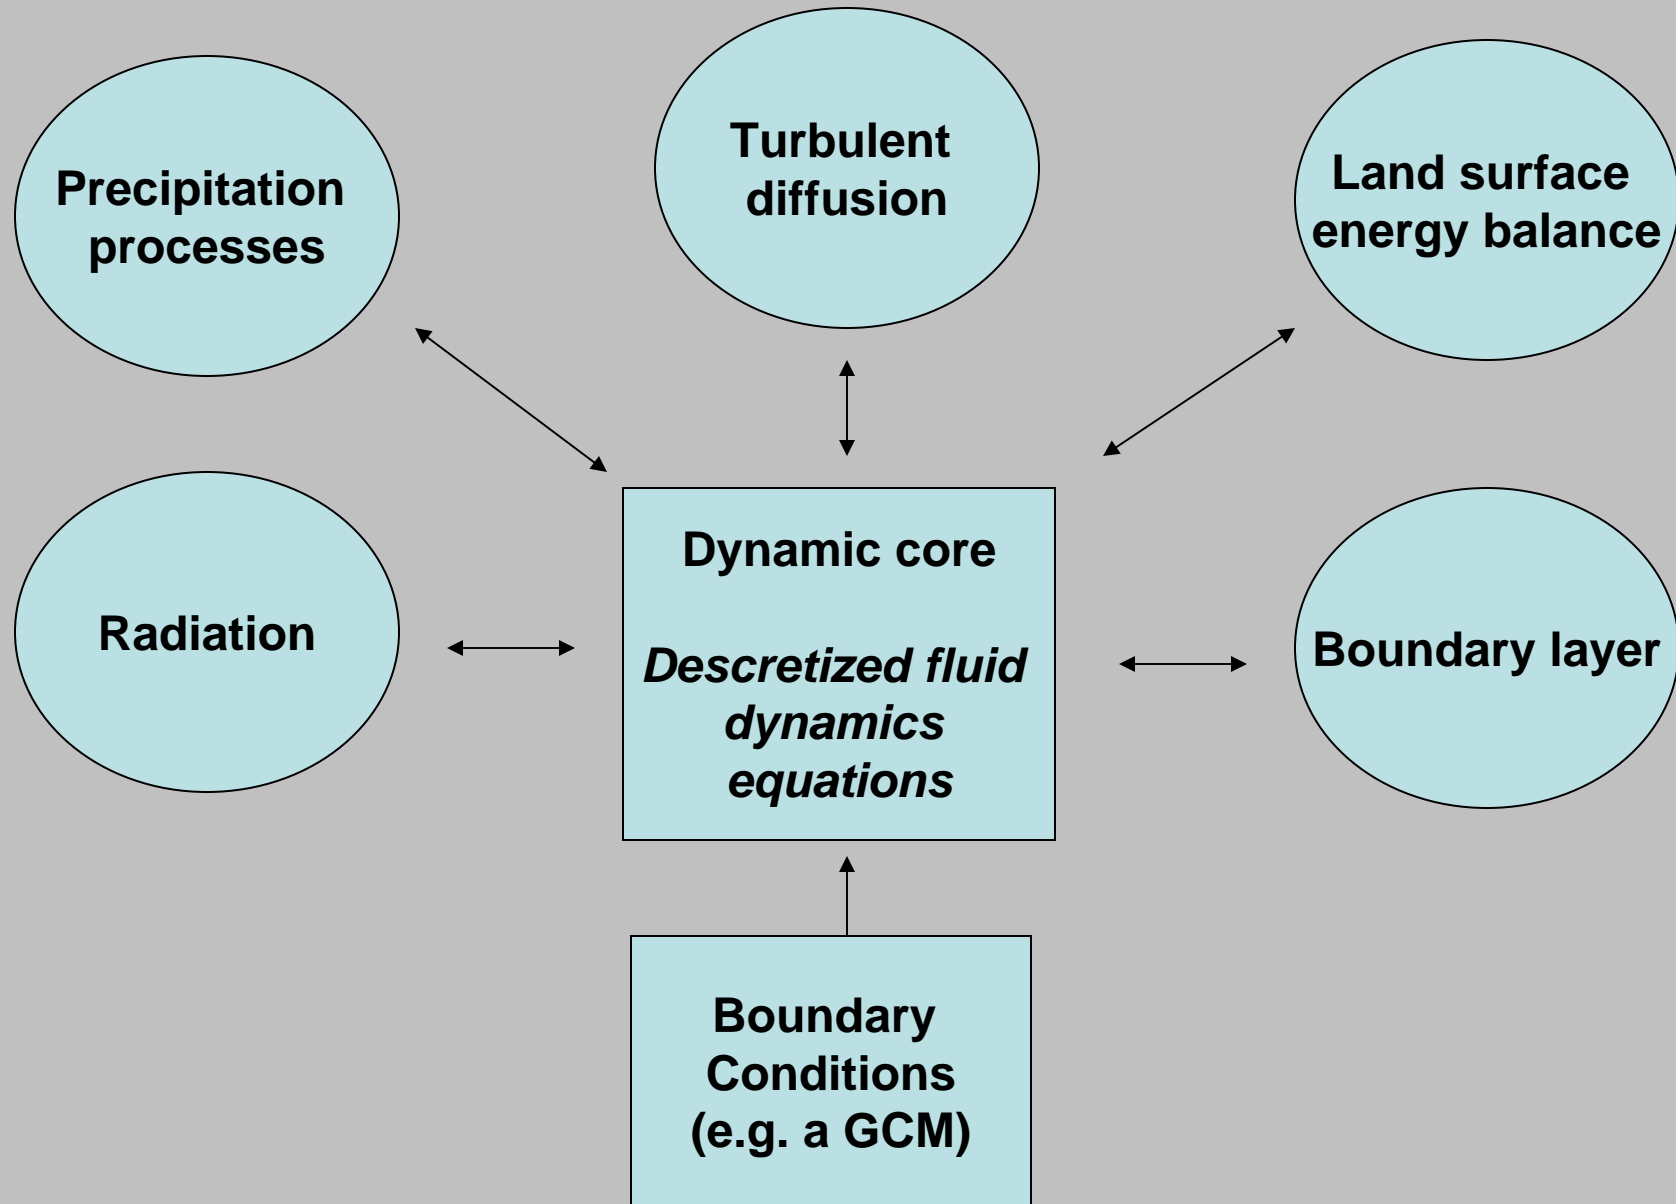 Precipitation
processes
Turbulent
diffusion
Land surface
energy balance
Radiation
Dynamic core
Descretized fluid
dynamics
equations
Boundary layer
Boundary
Conditions
(e.g. a GCM)